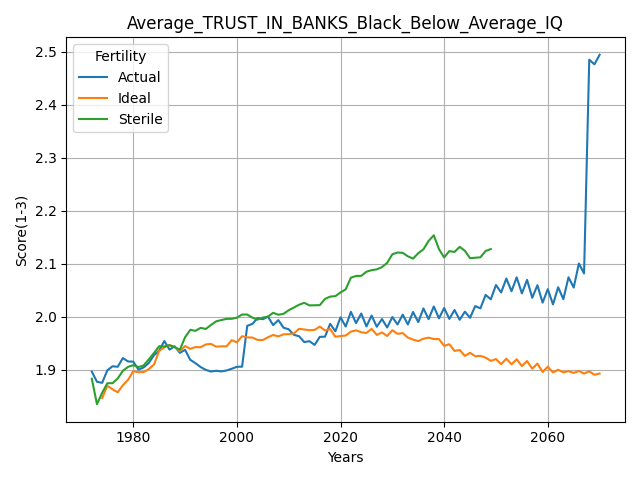 Average_TRUST_IN_BANKS_Black_Below_Average_IQ
Fertility
Actual
Ideal
Sterile
Score(1-3)
2.5
2.4
2.3
2.2
2.1
2.0
1.9
1980
2000
2020
2040
2060
Years